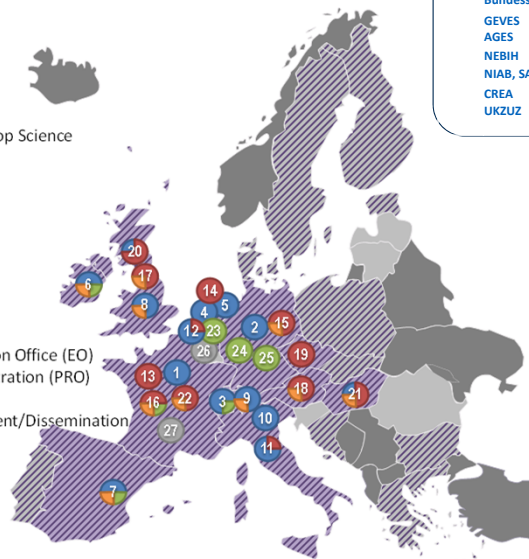 GEVES
AGES
NEBIH
NIAB, SA
CREA
UKZUZ
op Science
20
6
17
14
8
4
5
12
23
2
15
26
24
25
19
13
1
16
22
3
9
18
21
10
27
11
7
on Office (EO)
ration (PRO)
ent/Dissemination